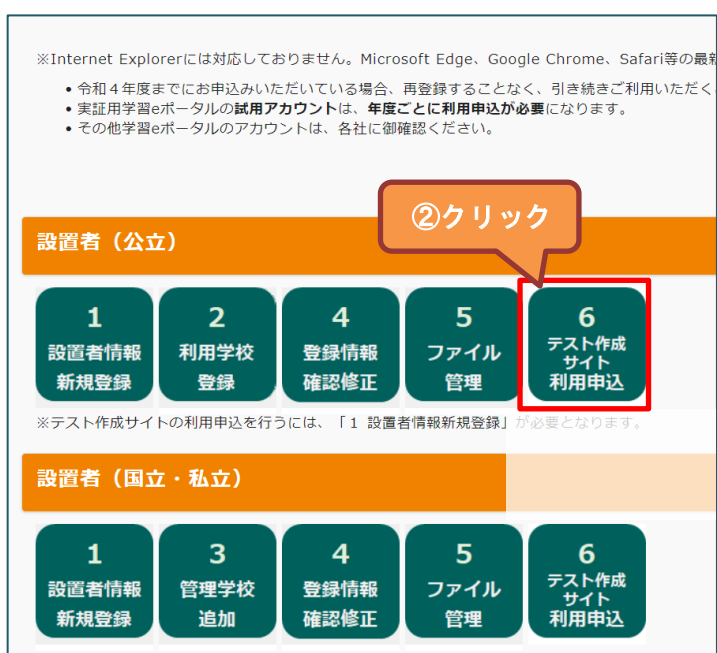 ※Internet Explorerには対応しておりません。Microsoft Edge、Google Chrome、Safari等の最新
• 令和４年度までにお申込みいただいている場合、再登録することなく、引き続きご利用いただく
• 実証用学習eポータルの試用アカウントは、年度ごとに利用申込が必要になります。
• その他学習eポータルのアカウントは、各社に御確認ください。
②クリック
設置者（公立）
1
設置者情報
新規登録
2
利用学校
登録
4
登録情報
確認修正
5
ファイル
管理
6
テスト作成
サイト
利用申込
※テスト作成サイトの利用申込を行うには、「1 設置者情報新規登録」が必要となります。
設置者（国立・私立）
1
設置者情報
新規登録
3
管理学校
追加
4
登録情報
確認修正
5
ファイル
管理
6
テスト作成
サイト
利用申込